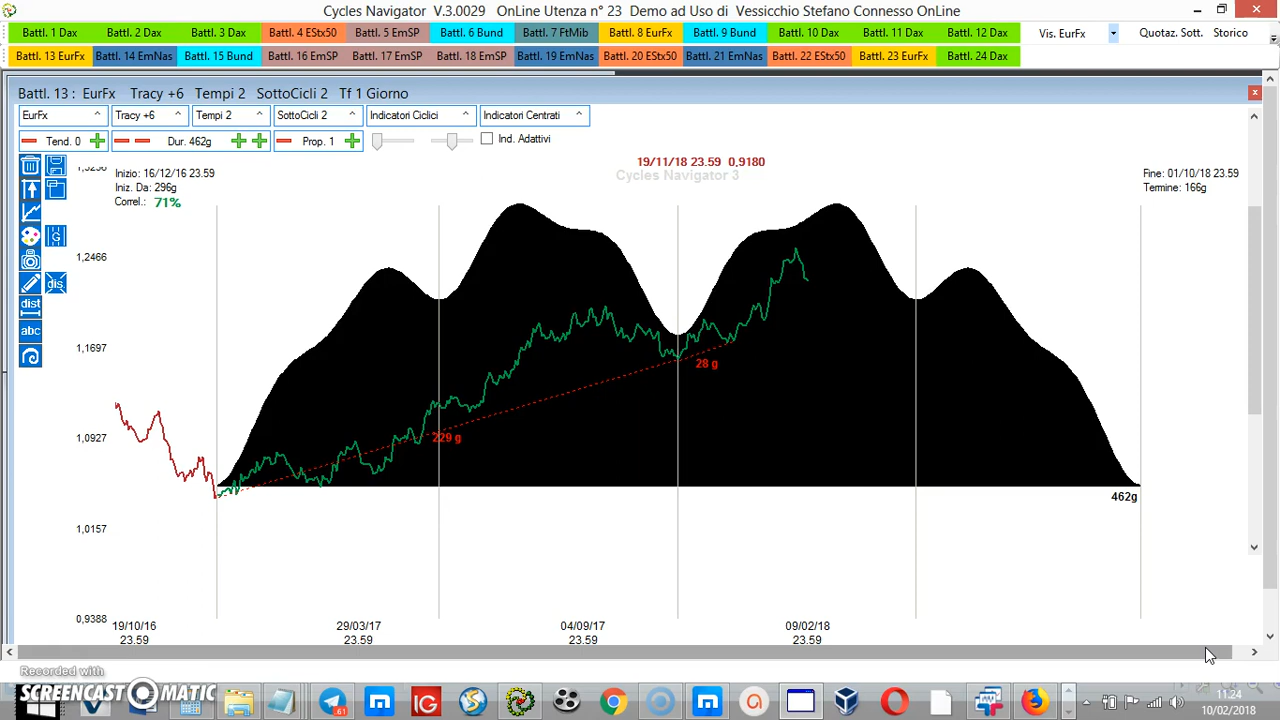 Cycles Navigator V.3.0029 OnLine Utenza n° 23 Demo ad Uso di Vessicchio Stefano Connesso OnLine
Battl. 1 Dax Battl. 2 Dax Battl. 3 Dax Battl. 4 EStx50 Battl. 5 EmSP Battl. 6 Bund Battl. 7 FtMib Battl. 8 EurFx Battl. 9 Bund Battl. 10 Dax Battl. 11 Dax Battl. 12 Dax Vis. EurFx Quotaz. Sott. Storico
Battl. 13 EurFx Battl. 14 EmNas Battl. 15 Bund Battl. 16 EmSP Battl. 17 EmSP Battl. 18 EmSP Battl. 19 EmNas Battl. 20 EStx50 Battl. 21 EmNas Battl. 22 EStx50 Battl. 23 EurFx Battl. 24 Dax
Battl. 13 : EurFx Tracy +6 Tempi 2 SottoCicli 2 Tf 1 Giorno
EurFx Tracy +6 Tempi 2 SottoCicli 2 Indicatori Ciclici Indicatori Centrati
Tend. 0 Dur. 462g Prop. 1 Ind. Adattivi
19/11/18 23.59 0,9180
Cycles Navigator 3
Inizio: 16/12/16 23.59
Iniz. Da: 296g
Correl.: 71%
Fine: 01/10/18 23.59
Termine: 166g
G
dis
dist
abc
1,2466
1,1697
1,0927
1,0157
0,9388
28 g
229 g
462g
19/10/16 29/03/17 04/09/17 09/02/18
23.59 23.59 23.59 23.59
Recorded with
SCREENCAST MATIC
61
IG
11.24
10/02/2018